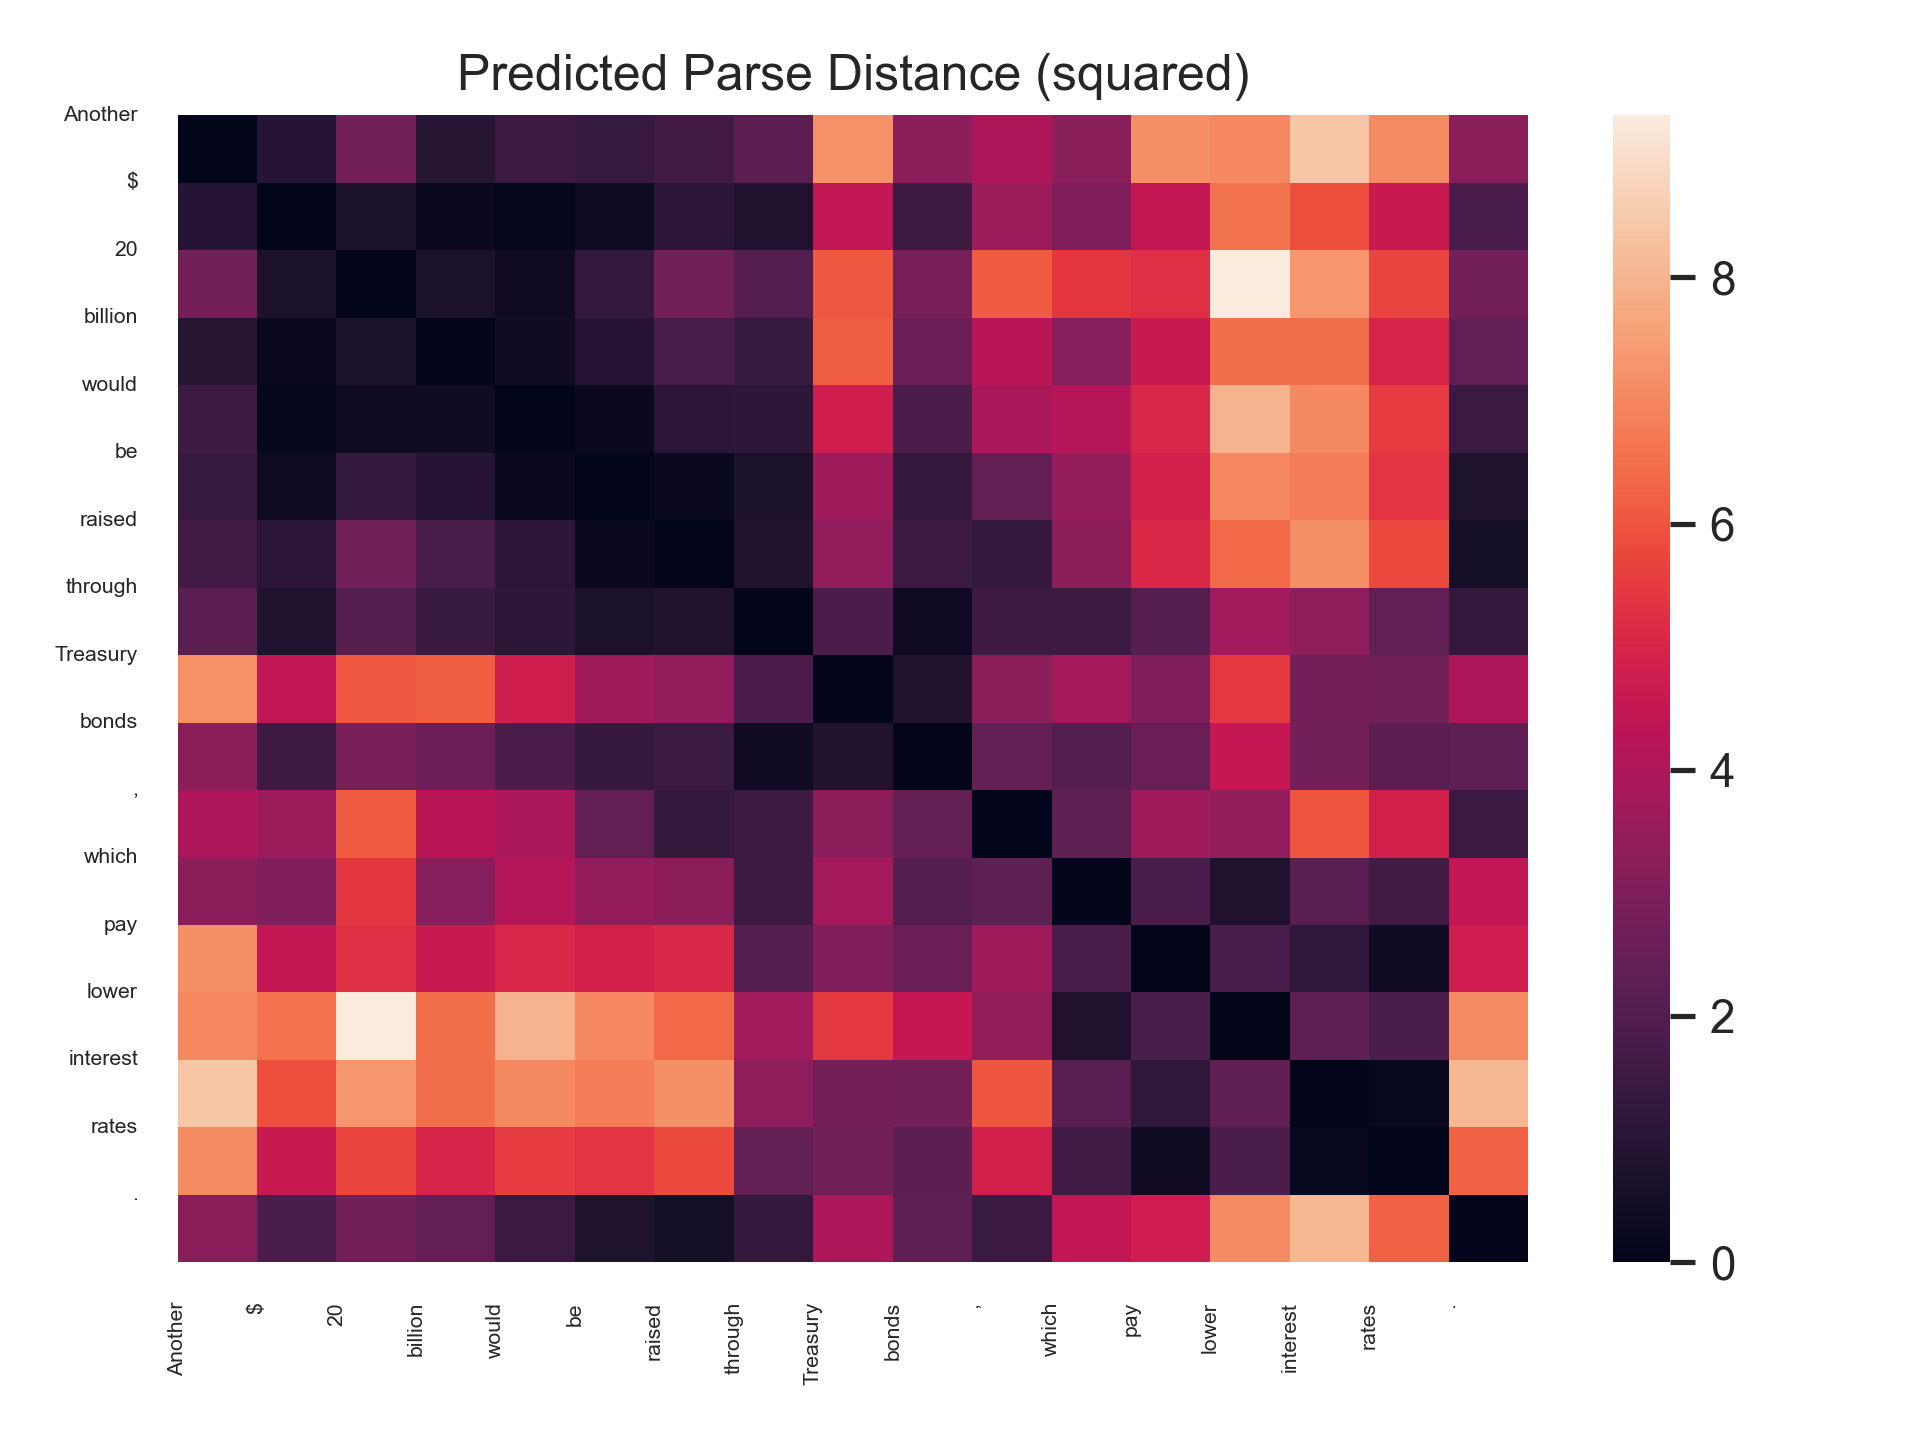 Predicted Parse Distance (squared)
Another
$
20
billion
would
be
raised
through
Treasury
bonds
,
which
pay
lower
interest
rates
.
8
6
4
2
0
Another
$
20
billion
would
be
raised
through
Treasury
bonds
,
which
pay
lower
interest
rates
.